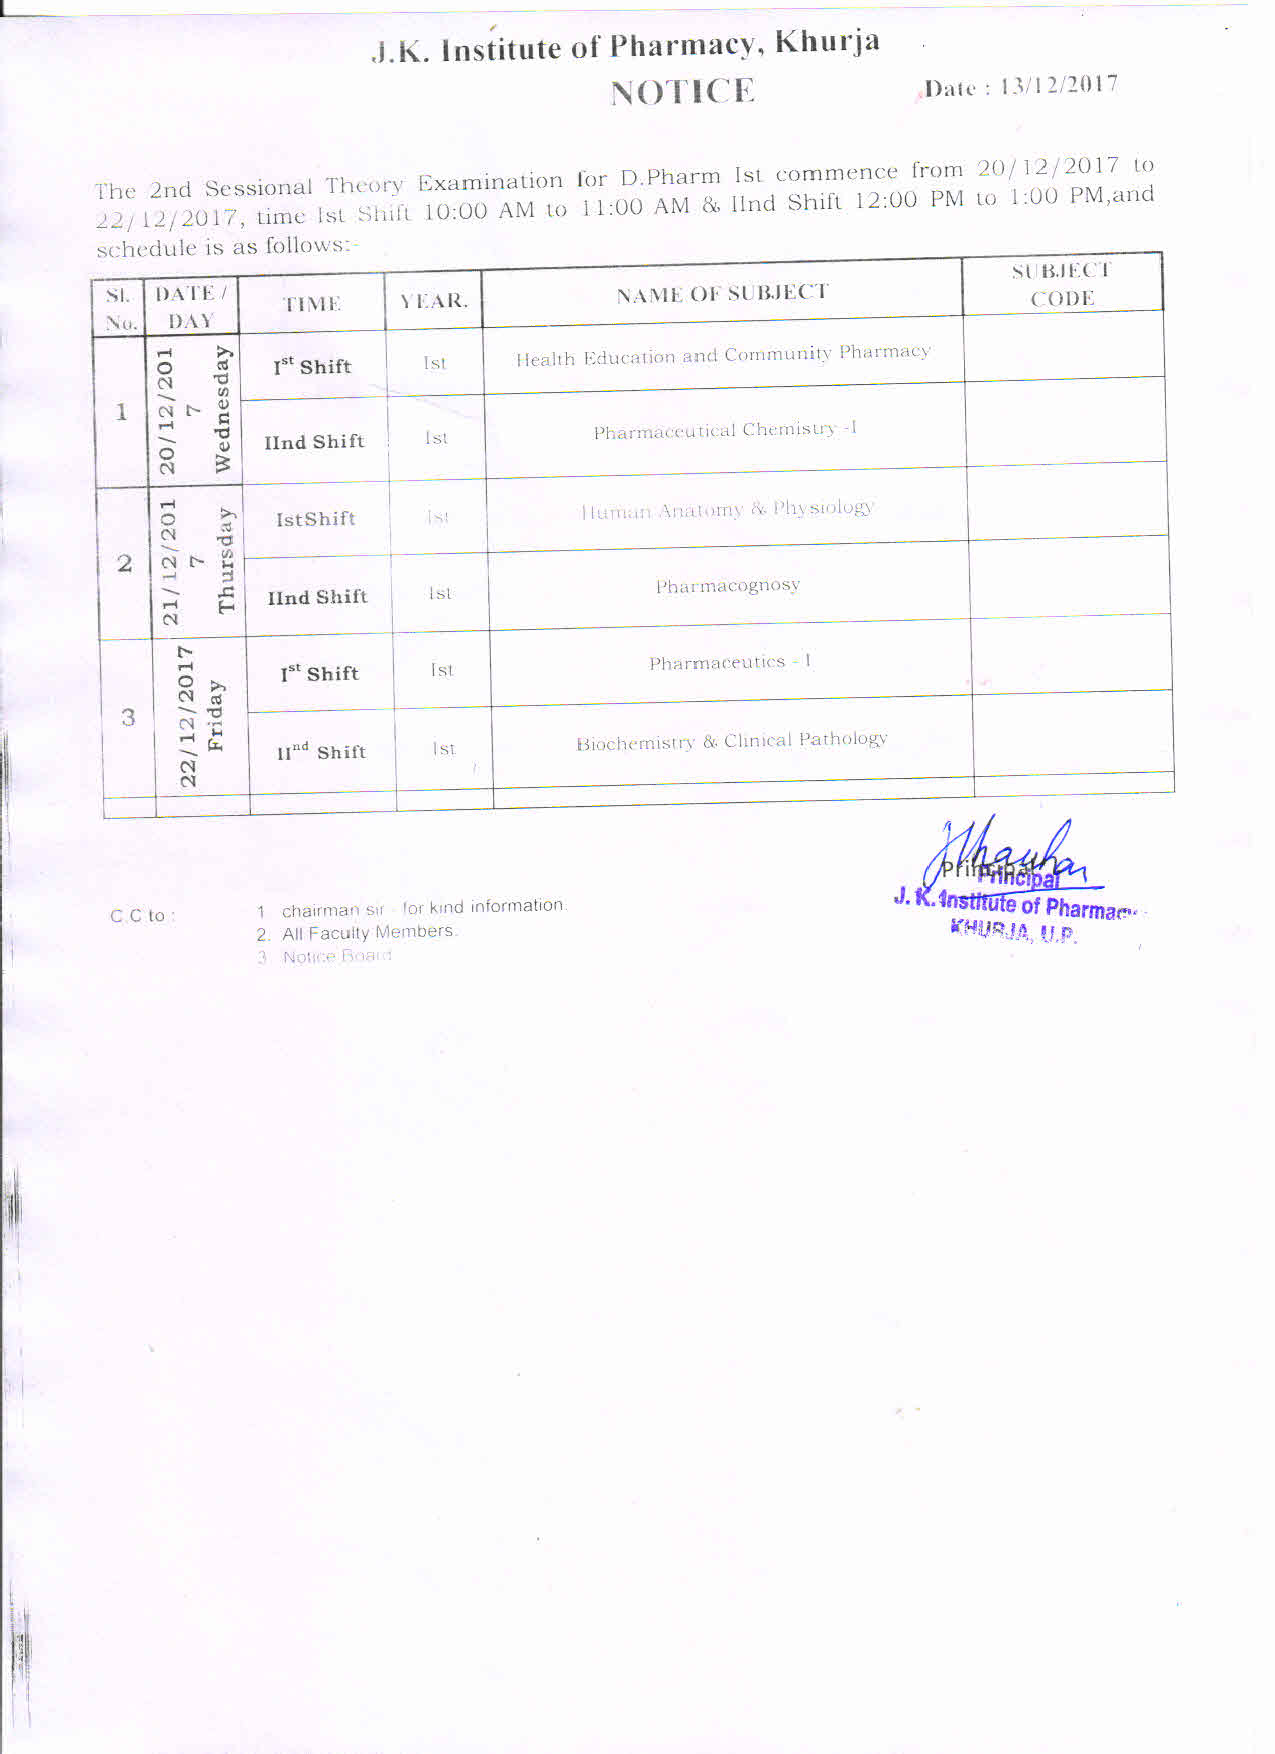 J.K. Institute of Pharmacy, Khurja
NOTICE
Date : 13/12/2017
The 2nd Sessional Theory Examination for D.Pharm Ist commence from 20/12/2017 to
22/12/2017, time Ist Shift 10:00 AM to 11:00 AM & IInd Shift 12:00 PM to 1:00 PM,and
schedule is as follows:-
Sl. No. DATE / DAY TIME YEAR. NAME OF SUBJECT SUBJECT CODE
1 20/12/2017 Wednesday Ist Shift Ist Health Education and Community Pharmacy
IInd Shift Ist Pharmaceutical Chemistry -I
2 21/12/2017 Thursday IstShift Ist Human Anatomy & Physiology
IInd Shift Ist Pharmacognosy
3 22/12/2017 Friday Ist Shift Ist Pharmaceutics - I
IInd Shift Ist Biochemistry & Clinical Pathology
Principal
Principal
J. K. Institute of Pharmacy
KHURJA, U.P.
C.C to :
1 chairman sir - for kind information.
2. All Faculty Members.
3 Notice Board